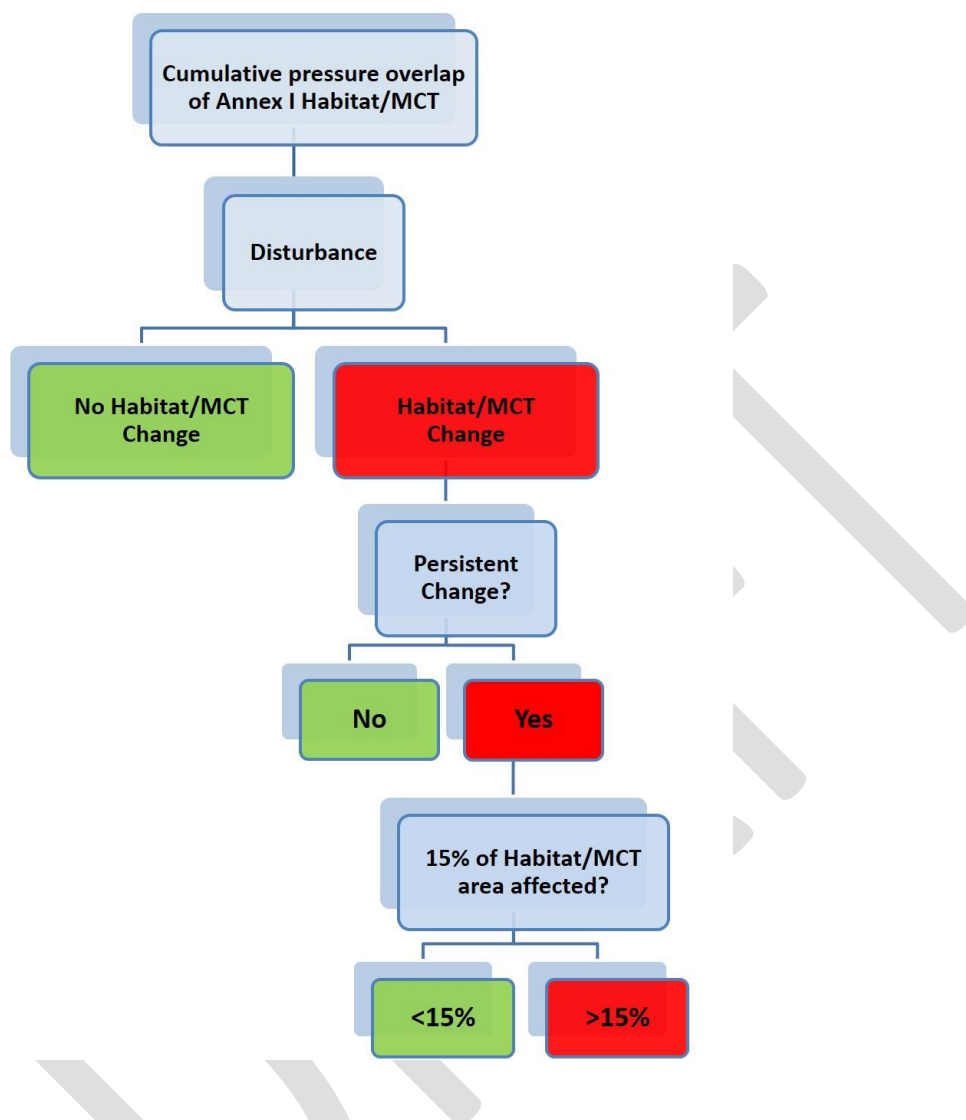 Cumulative pressure overlap
of Annex I Habitat/MCT
Disturbance
No Habitat/MCT
Change
Habitat/MCT
Change
Persistent
Change?
No
Yes
15% of Habitat/MCT
area affected?
<15%
>15%